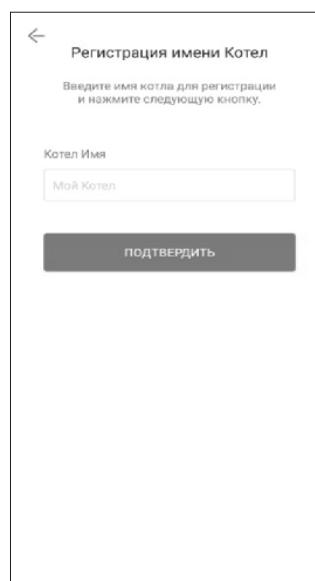 Регистрация имени Котел
Введите имя котла для регистрации
и нажмите следующую кнопку.
Котел Имя
Мой Котел
ПОДТВЕРДИТЬ